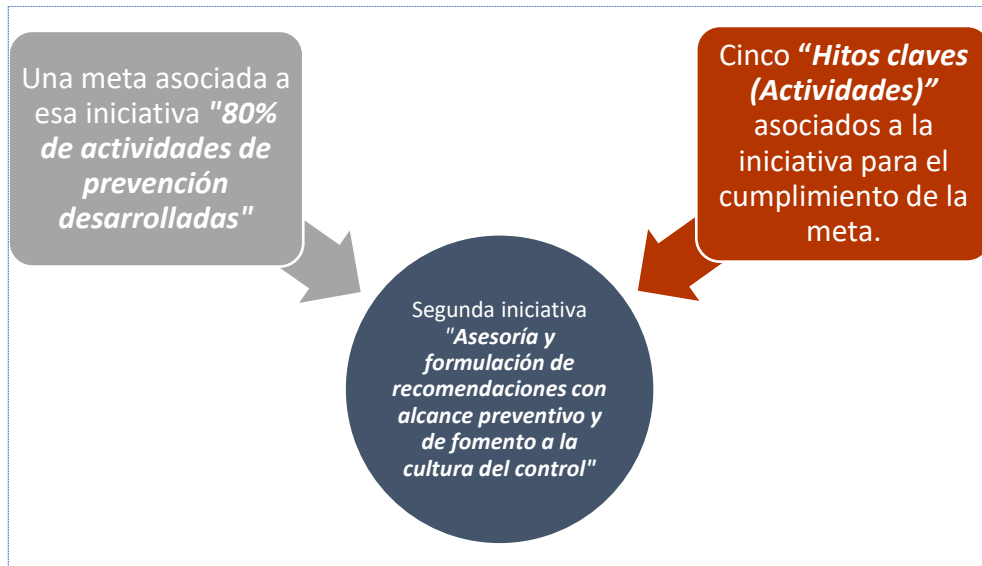 Una meta asociada a
esa iniciativa "80%
de actividades de
prevención
desarrolladas"
Cinco “Hitos claves
(Actividades)”
asociados a la
iniciativa para el
cumplimiento de la
meta.
Segunda iniciativa
"Asesoría y
formulación de
recomendaciones con
alcance preventivo y
de fomento a la
cultura del control"